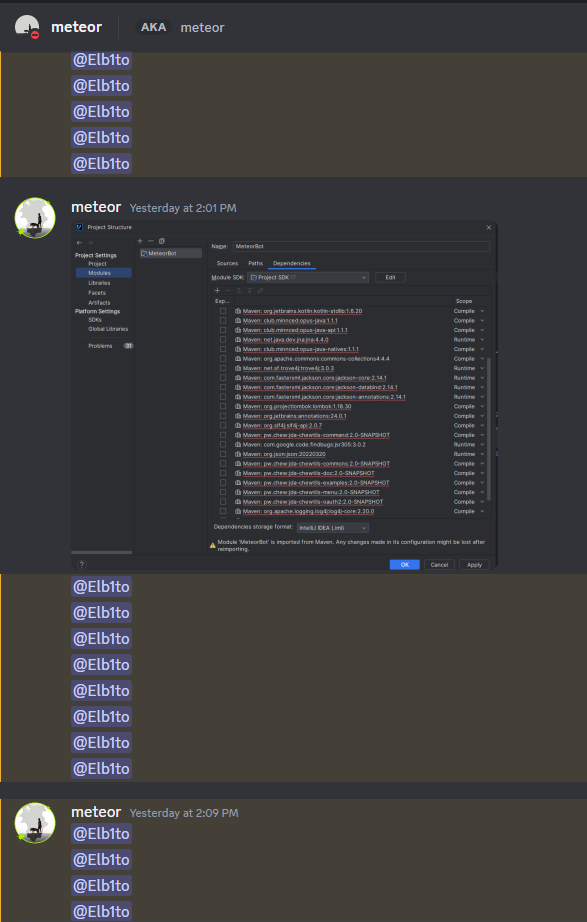 meteor AKA meteor
@Elb1to
@Elb1to
@Elb1to
@Elb1to
@Elb1to
meteor Yesterday at 2:01 PM
Project Structure
Name: MeteorBot
Project Settings
Project
Modules
Libraries
Facets
Artifacts
Platform Settings
SDKs
Global Libraries
Problems 31
MeteorBot
Sources Paths Dependencies
Module SDK: Project SDK 17 Edit
Exp... Scope
Maven: org.jetbrains.kotlin:kotlin-stdlib:1.6.20 Compile
Maven: club.minnced:opus-java:1.1.1 Compile
Maven: club.minnced:opus-java-api:1.1.1 Compile
Maven: net.java.dev.jna:jna:4.4.0 Runtime
Maven: club.minnced:opus-java-natives:1.1.1 Compile
Maven: org.apache.commons:commons-collections4:4.4 Compile
Maven: net.sf.trove4j:trove4j:3.0.3 Runtime
Maven: com.fasterxml.jackson.core:jackson-core:2.14.1 Compile
Maven: com.fasterxml.jackson.core:jackson-databind:2.14.1 Compile
Maven: com.fasterxml.jackson.core:jackson-annotations:2.14.1 Runtime
Maven: org.projectlombok:lombok:1.18.30 Compile
Maven: org.jetbrains:annotations:24.0.1 Compile
Maven: org.slf4j:slf4j-api:2.0.7 Compile
Maven: pw.chew:jda-chewtils-command:2.0-SNAPSHOT Compile
Maven: com.google.code.findbugs:jsr305:3.0.2 Runtime
Maven: org.json:json:20220320 Compile
Maven: pw.chew:jda-chewtils-commons:2.0-SNAPSHOT Compile
Maven: pw.chew:jda-chewtils-doc:2.0-SNAPSHOT Compile
Maven: pw.chew:jda-chewtils-examples:2.0-SNAPSHOT Compile
Maven: pw.chew:jda-chewtils-menu:2.0-SNAPSHOT Compile
Maven: pw.chew:jda-chewtils-oauth2:2.0-SNAPSHOT Compile
Maven: org.apache.logging.log4j:log4j-core:2.20.0 Compile
Dependencies storage format: IntelliJ IDEA (.iml)
Module 'MeteorBot' is imported from Maven. Any changes made in its configuration might be lost after
reimporting.
? OK Cancel Apply
@Elb1to
@Elb1to
@Elb1to
@Elb1to
@Elb1to
@Elb1to
@Elb1to
@Elb1to
meteor Yesterday at 2:09 PM
@Elb1to
@Elb1to
@Elb1to
@Elb1to